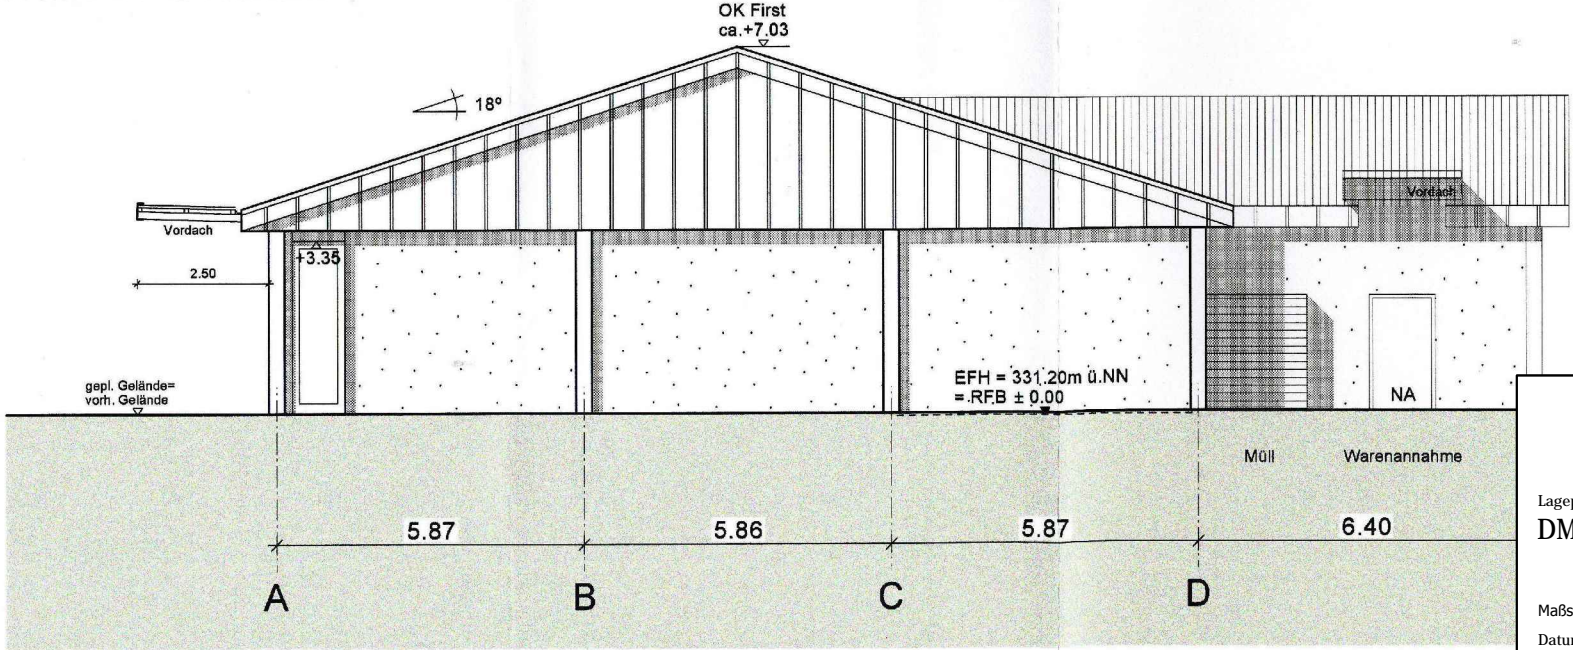 OK First
ca.+7.03
18°
Vordach
Vordach
+3.35
2.50
gepl. Gelände=
vorh. Gelände
EFH = 331.20m ü.NN
= RFB ± 0.00
NA
Müll
Warenannahme
5.87
5.86
5.87
6.40
A
B
C
D